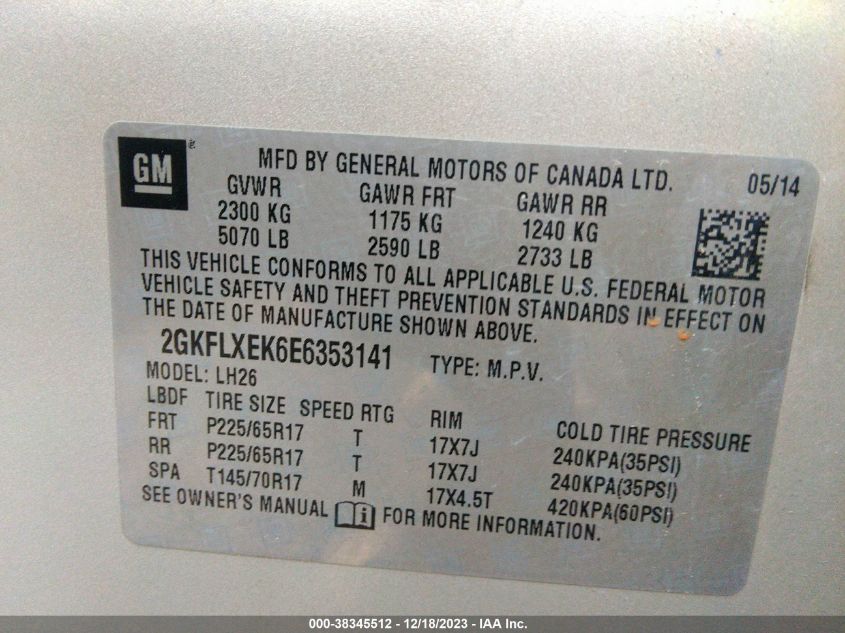 GM
MFD BY GENERAL MOTORS OF CANADA LTD. 05/14
GVWR GAWR FRT GAWR RR
2300 KG 1175 KG 1240 KG
5070 LB 2590 LB 2733 LB
THIS VEHICLE CONFORMS TO ALL APPLICABLE U.S. FEDERAL MOTOR
VEHICLE SAFETY AND THEFT PREVENTION STANDARDS IN EFFECT ON
THE DATE OF MANUFACTURE SHOWN ABOVE.
2GKFLXEK6E6353141 TYPE: M.P.V.
MODEL: LH26
LBDF TIRE SIZE SPEED RTG RIM COLD TIRE PRESSURE
FRT P225/65R17 T 17X7J 240KPA(35PSI)
RR P225/65R17 T 17X7J 240KPA(35PSI)
SPA T145/70R17 M 17X4.5T 420KPA(60PSI)
SEE OWNER'S MANUAL i FOR MORE INFORMATION.
000-38345512 - 12/18/2023 - IAA Inc.